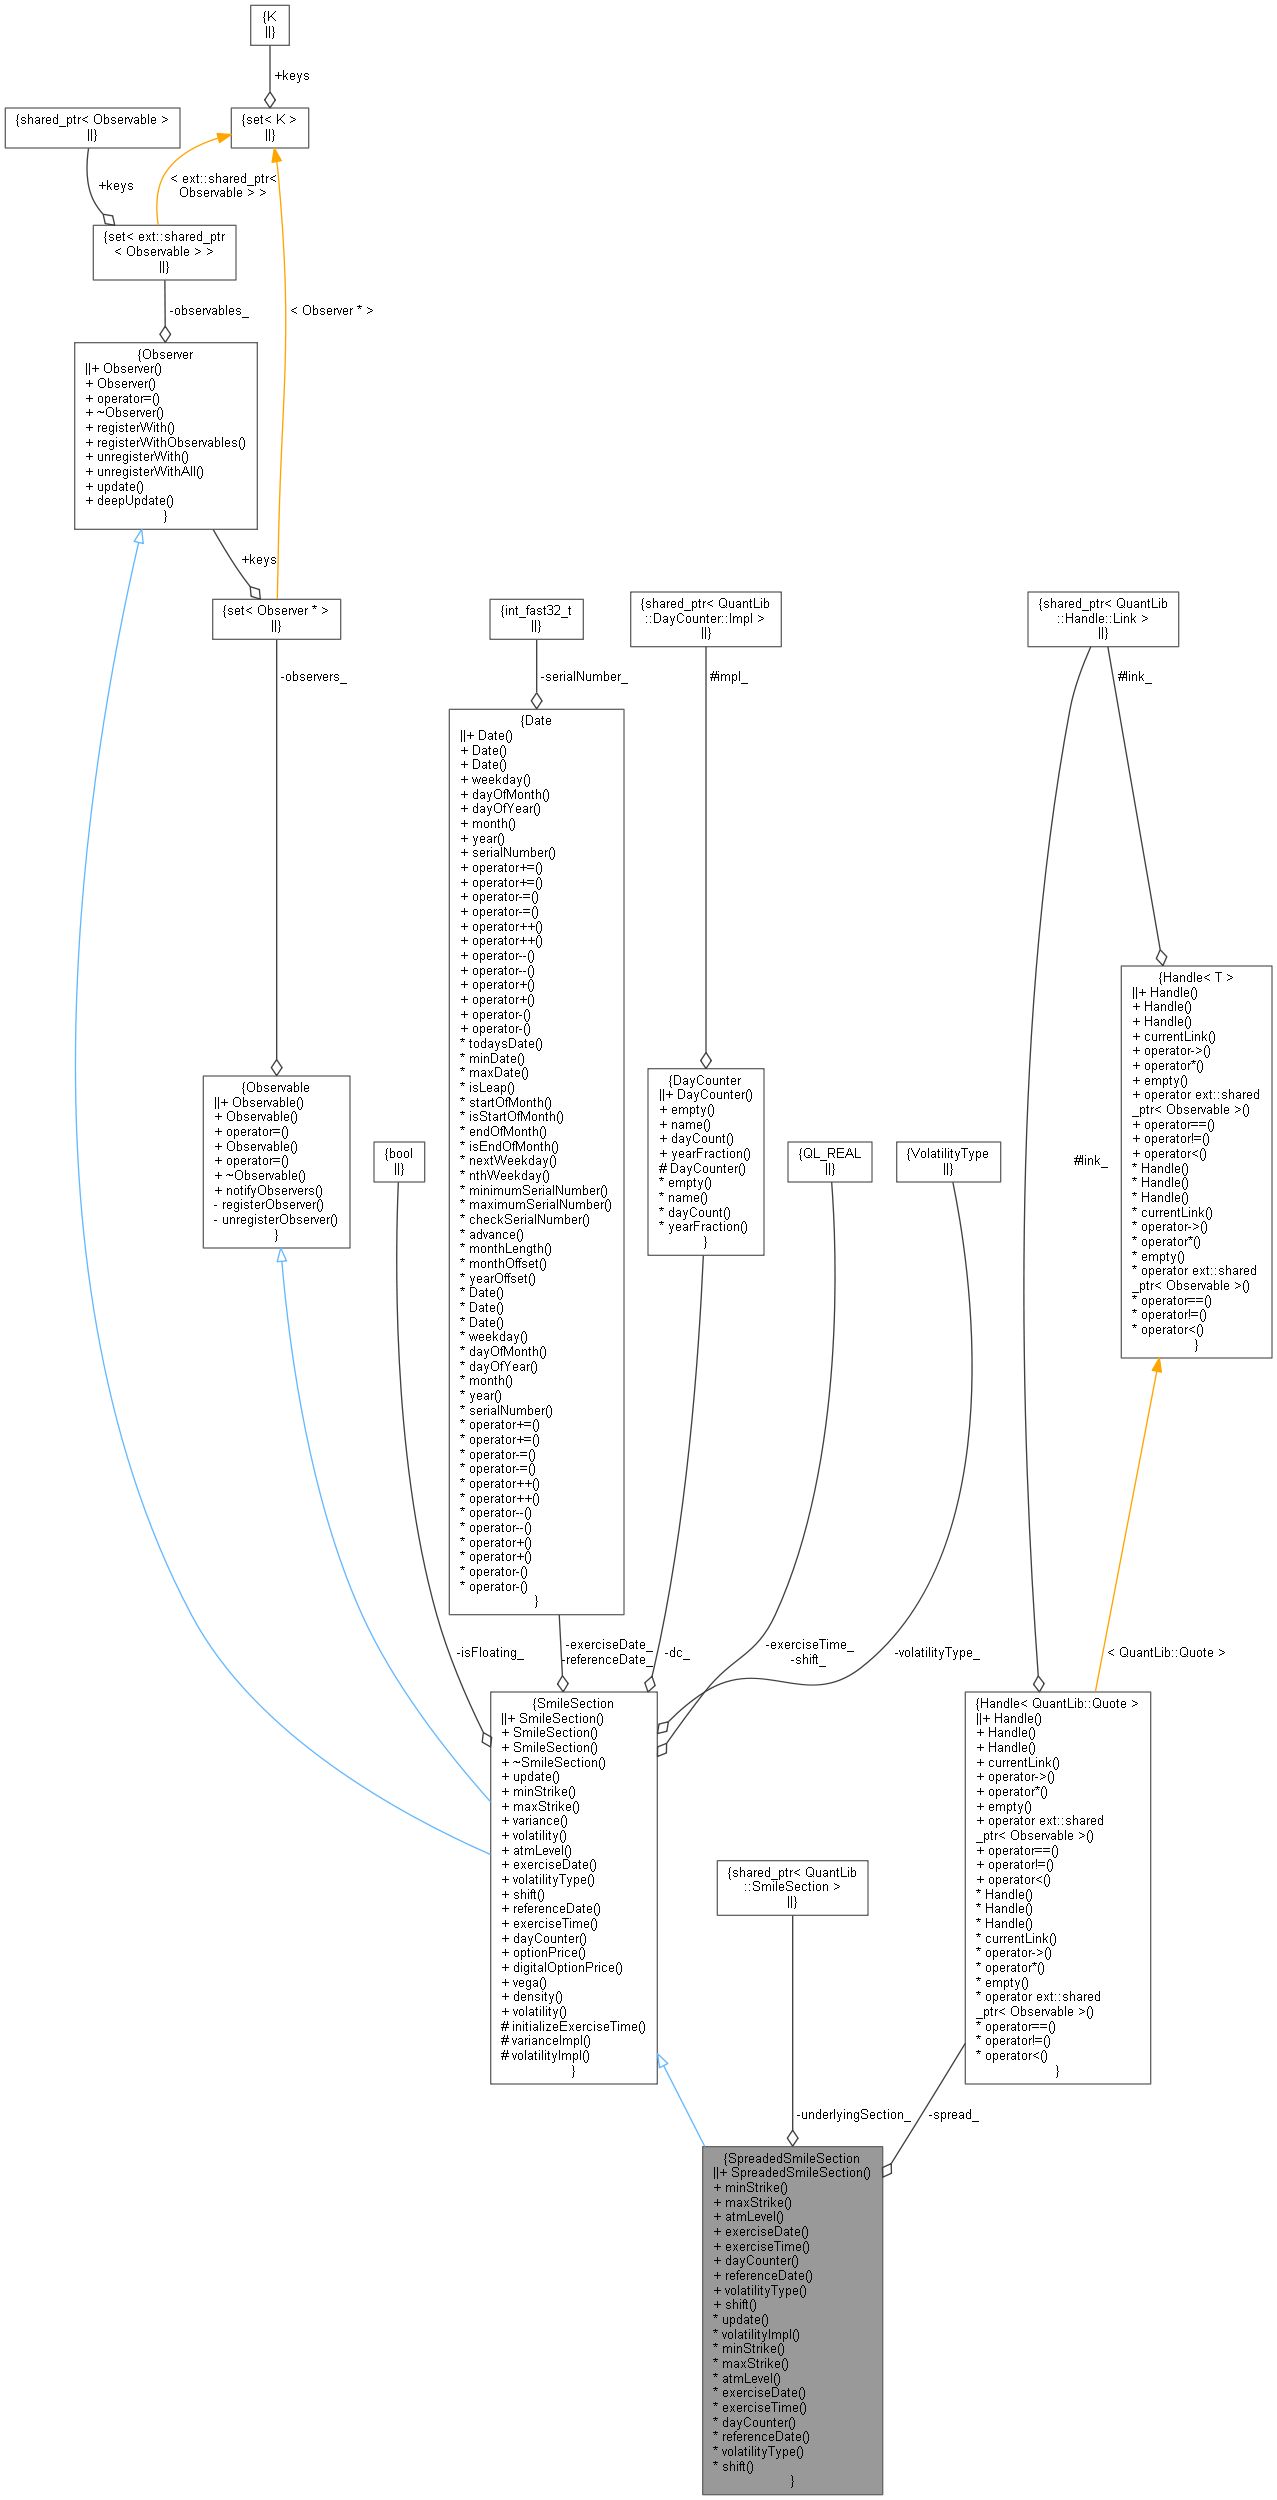 {K
||}
+keys
{shared_ptr< Observable >
||}
{set< K >
||}
+keys
< ext::shared_ptr<
Observable > >
{set< ext::shared_ptr
< Observable > >
||}
-observables_
< Observer * >
{Observer
||+ Observer()
+ Observer()
+ operator=()
+ ~Observer()
+ registerWith()
+ registerWithObservables()
+ unregisterWith()
+ unregisterWithAll()
+ update()
+ deepUpdate()
}
+keys
{set< Observer * >
||}
-observers_
{int_fast32_t
||}
-serialNumber_
{shared_ptr< QuantLib
::DayCounter::Impl >
||}
#impl_
{shared_ptr< QuantLib
::Handle::Link >
||}
#link_
{Date
||+ Date()
+ Date()
+ Date()
+ weekday()
+ dayOfMonth()
+ dayOfYear()
+ month()
+ year()
+ serialNumber()
+ operator+=()
+ operator+=()
+ operator-=()
+ operator-=()
+ operator++()
+ operator++()
+ operator--()
+ operator--()
+ operator+()
+ operator+()
+ operator-()
+ operator-()
* todaysDate()
* minDate()
* maxDate()
* isLeap()
* startOfMonth()
* isStartOfMonth()
* endOfMonth()
* isEndOfMonth()
* nextWeekday()
* nthWeekday()
* minimumSerialNumber()
* maximumSerialNumber()
* checkSerialNumber()
* advance()
* monthLength()
* monthOffset()
* yearOffset()
* Date()
* Date()
* Date()
* weekday()
* dayOfMonth()
* dayOfYear()
* month()
* year()
* serialNumber()
* operator+=()
* operator+=()
* operator-=()
* operator-=()
* operator++()
* operator++()
* operator--()
* operator--()
* operator+()
* operator+()
* operator-()
* operator-()
}
{Handle< T >
||+ Handle()
+ Handle()
+ Handle()
+ currentLink()
+ operator->()
+ operator*()
+ empty()
+ operator ext::shared
_ptr< Observable >()
+ operator==()
+ operator!=()
+ operator<()
* Handle()
* Handle()
* Handle()
* currentLink()
* operator->()
* operator*()
* empty()
* operator ext::shared
_ptr< Observable >()
* operator==()
* operator!=()
* operator<()
}
#link_
{Observable
||+ Observable()
+ Observable()
+ operator=()
+ Observable()
+ operator=()
+ ~Observable()
+ notifyObservers()
- registerObserver()
- unregisterObserver()
}
{bool
||}
{DayCounter
||+ DayCounter()
+ empty()
+ name()
+ dayCount()
+ yearFraction()
# DayCounter()
* empty()
* name()
* dayCount()
* yearFraction()
}
{QL_REAL
||}
{VolatilityType
||}
-isFloating_
-exerciseDate_
-referenceDate_
-dc_
-exerciseTime_
-shift_
-volatilityType_
< QuantLib::Quote >
{SmileSection
||+ SmileSection()
+ SmileSection()
+ SmileSection()
+ ~SmileSection()
+ update()
+ minStrike()
+ maxStrike()
+ variance()
+ volatility()
+ atmLevel()
+ exerciseDate()
+ volatilityType()
+ shift()
+ referenceDate()
+ exerciseTime()
+ dayCounter()
+ optionPrice()
+ digitalOptionPrice()
+ vega()
+ density()
+ volatility()
# initializeExerciseTime()
# varianceImpl()
# volatilityImpl()
}
{Handle< QuantLib::Quote >
||+ Handle()
+ Handle()
+ Handle()
+ currentLink()
+ operator->()
+ operator*()
+ empty()
+ operator ext::shared
_ptr< Observable >()
+ operator==()
+ operator!=()
+ operator<()
* Handle()
* Handle()
* Handle()
* currentLink()
* operator->()
* operator*()
* empty()
* operator ext::shared
_ptr< Observable >()
* operator==()
* operator!=()
* operator<()
}
{shared_ptr< QuantLib
::SmileSection >
||}
-underlyingSection_
-spread_
{SpreadedSmileSection
||+ SpreadedSmileSection()
+ minStrike()
+ maxStrike()
+ atmLevel()
+ exerciseDate()
+ exerciseTime()
+ dayCounter()
+ referenceDate()
+ volatilityType()
+ shift()
* update()
* volatilityImpl()
* minStrike()
* maxStrike()
* atmLevel()
* exerciseDate()
* exerciseTime()
* dayCounter()
* referenceDate()
* volatilityType()
* shift()
}